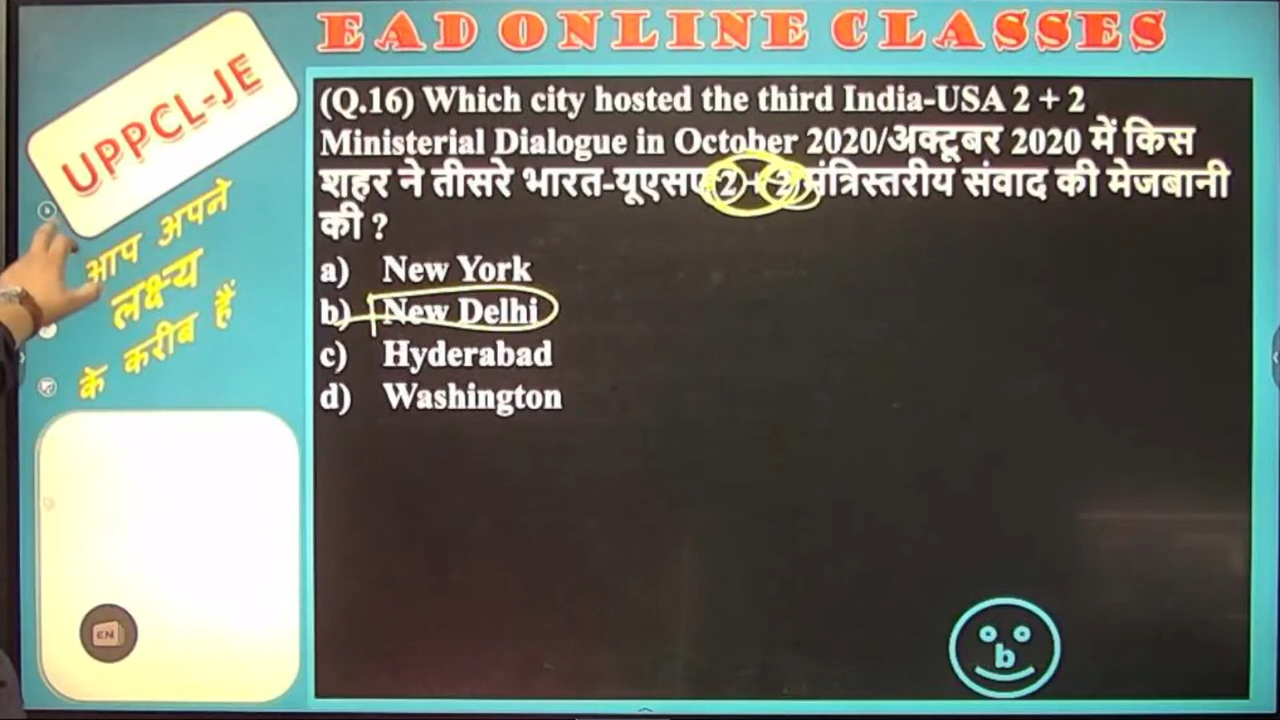 EAD ONLINE CLASSES
UPPCL-JE
आप अपने
लक्ष्य
के करीब हैं
(Q.16) Which city hosted the third India-USA 2 + 2
Ministerial Dialogue in October 2020/अक्टूबर 2020 में किस
शहर ने तीसरे भारत-यूएसए 2 + 2 मंत्रिस्तरीय संवाद की मेजबानी
की ?
a) New York
b) New Delhi
c) Hyderabad
d) Washington
EN
b